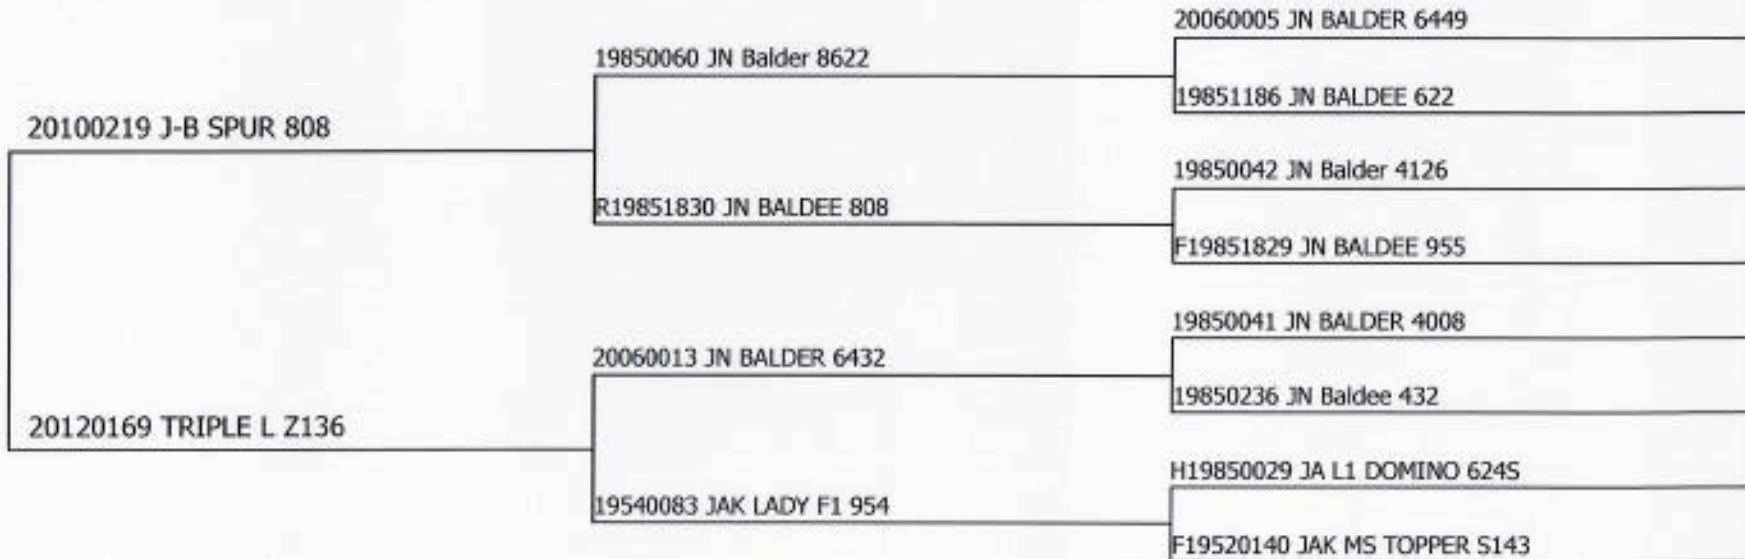 20060005 JN BALDER 6449
19850060 JN Balder 8622
19851186 JN BALDEE 622
20100219 J-B SPUR 808
19850042 JN Balder 4126
R19851830 JN BALDEE 808
F19851829 JN BALDEE 955
19850041 JN BALDER 4008
20060013 JN BALDER 6432
19850236 JN Baldee 432
20120169 TRIPLE L Z136
H19850029 JA L1 DOMINO 624S
19540083 JAK LADY F1 954
F19520140 JAK MS TOPPER S143